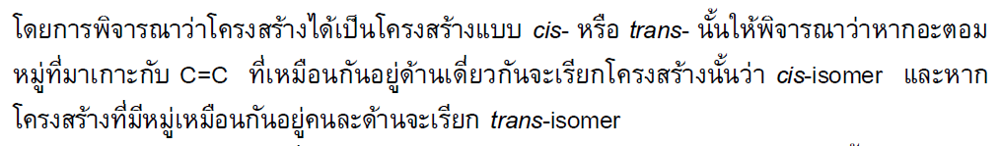 โดยการพิจารณาว่าโครงสร้างได้เป็นโครงสร้างแบบ cis- หรือ trans- นั้นให้พิจารณาว่าหากอะตอม
หมู่ที่มาเกาะกับ C=C ที่เหมือนกันอยู่ด้านเดี่ยวกันจะเรียกโครงสร้างนั้นว่า cis-isomer และหาก
โครงสร้างที่มีหมู่เหมือนกันอยู่คนละด้านจะเรียก trans-isomer